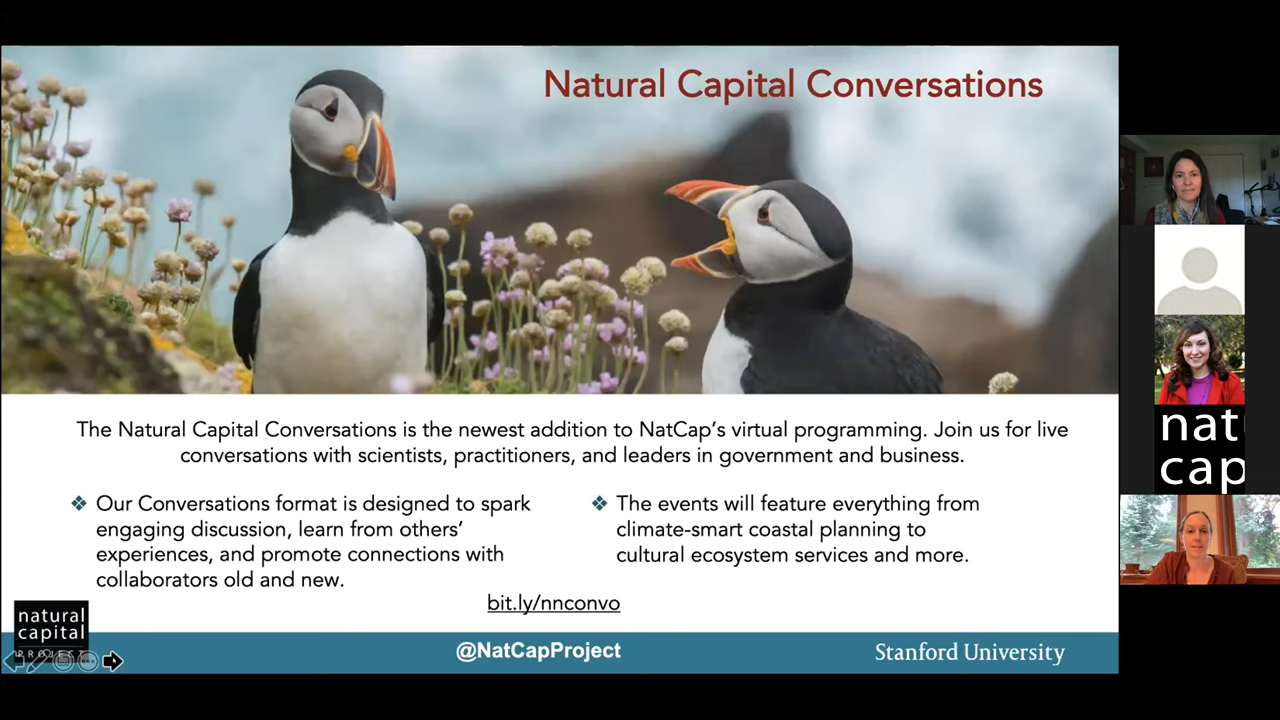 Natural Capital Conversations
The Natural Capital Conversations is the newest addition to NatCap’s virtual programming. Join us for live
conversations with scientists, practitioners, and leaders in government and business.
❖ Our Conversations format is designed to spark
engaging discussion, learn from others’
experiences, and promote connections with
collaborators old and new.
❖ The events will feature everything from
climate-smart coastal planning to
cultural ecosystem services and more.
bit.ly/nnconvo
natural
capital
PROJECT
@NatCapProject
Stanford University
nat
cap